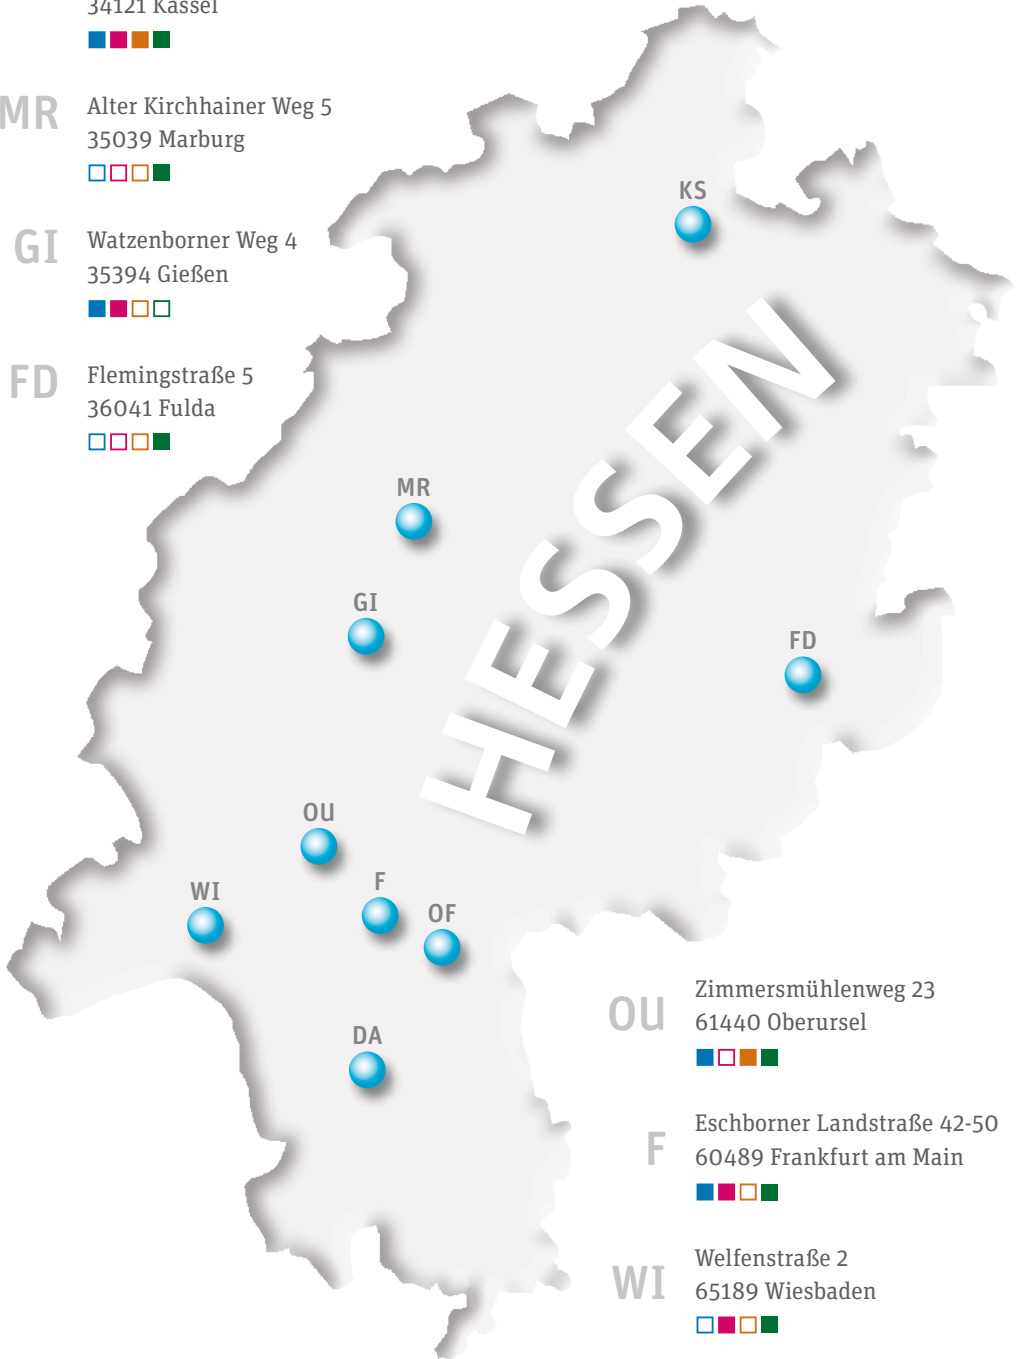 34121 Kassel
MR
Alter Kirchhainer Weg 5
35039 Marburg
GI
Watzenborner Weg 4
35394 Gießen
FD
Flemingstraße 5
36041 Fulda
KS
HESSEN
MR
GI
FD
OU
WI
F
OF
DA
OU
Zimmersmühlenweg 23
61440 Oberursel
F
Eschborner Landstraße 42-50
60489 Frankfurt am Main
WI
Welfenstraße 2
65189 Wiesbaden